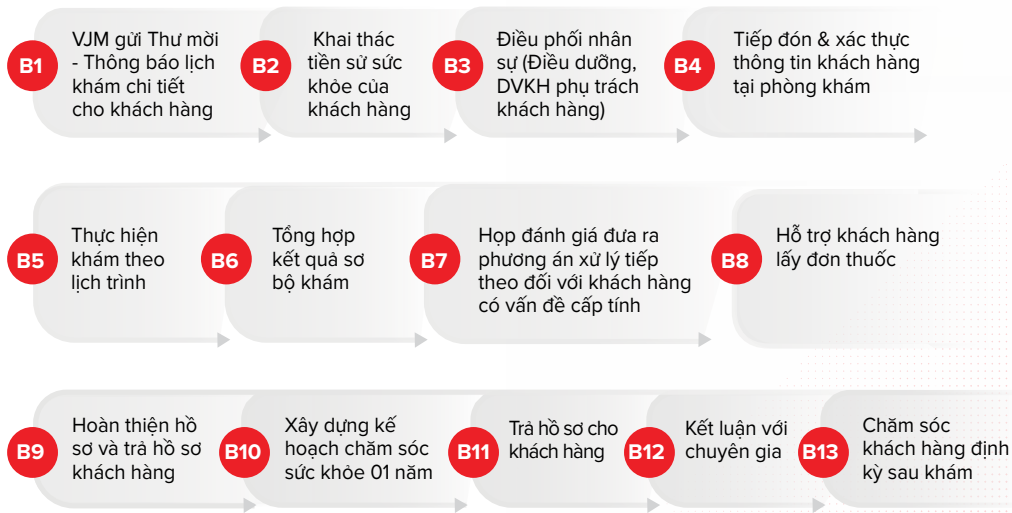 B1
VJM gửi Thư mời
- Thông báo lịch
khám chi tiết
cho khách hàng
B2
Khai thác
tiền sử sức
khỏe của
khách hàng
B3
Điều phối nhân
sự (Điều dưỡng,
DVKH phụ trách
khách hàng)
B4
Tiếp đón & xác thực
thông tin khách hàng
tại phòng khám
B5
Thực hiện
khám theo
lịch trình
B6
Tổng hợp
kết quả sơ
bộ khám
B7
Họp đánh giá đưa ra
phương án xử lý tiếp
theo đối với khách hàng
có vấn đề cấp tính
B8
Hỗ trợ khách hàng
lấy đơn thuốc
B9
Hoàn thiện hồ
sơ và trả hồ sơ
khách hàng
B10
Xây dựng kế
hoạch chăm sóc
sức khỏe 01 năm
B11
Trả hồ sơ cho
khách hàng
B12
Kết luận với
chuyên gia
B13
Chăm sóc
khách hàng định
kỳ sau khám